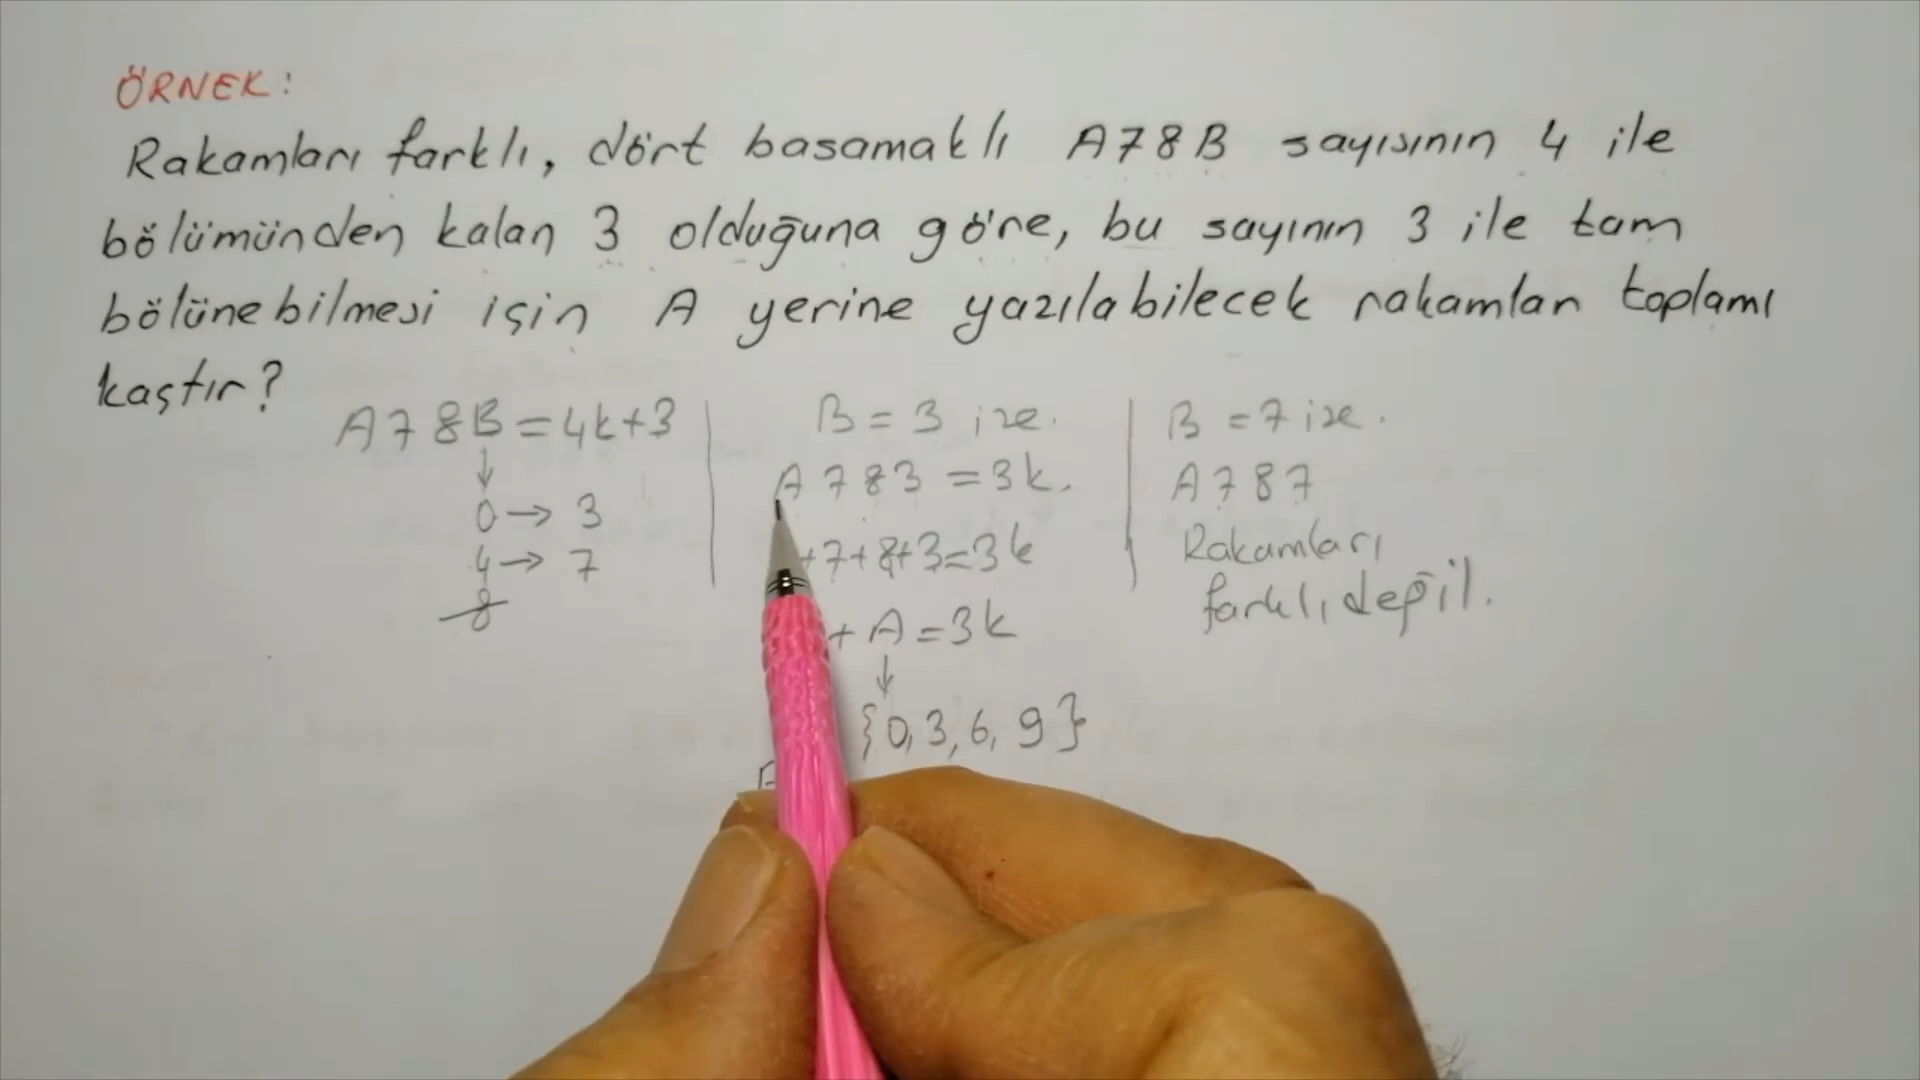 ÖRNEK:
Rakamları farklı, dört basamaklı A78B sayısının 4 ile
bölümünden kalan 3 olduğuna göre, bu sayının 3 ile tam
bölünebilmesi için A yerine yazılabilecek rakamlar toplamı
kaçtır?
A78B = 4k+3
↓
0 → 3
4 → 7
8
B = 3 ise.
A 783 = 3k.
+7+8+3=3k
+ A = 3k
↓
{0, 3, 6, 9}
B = 7 ise.
A787
Rakamları
farklı değil.